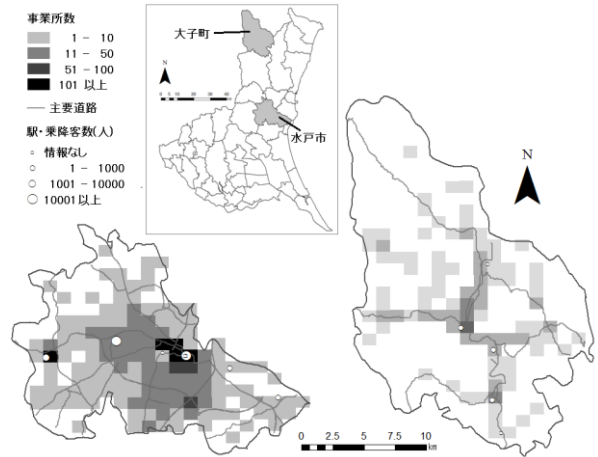 事業所数
1 - 10
11 - 50
51 - 100
101 以上
主要道路
駅・乗降客数(人)
情報なし
1 - 1000
1001 - 10000
10001 以上
大子町
N
水戸市
N
0 2.5 5 7.5 10
km